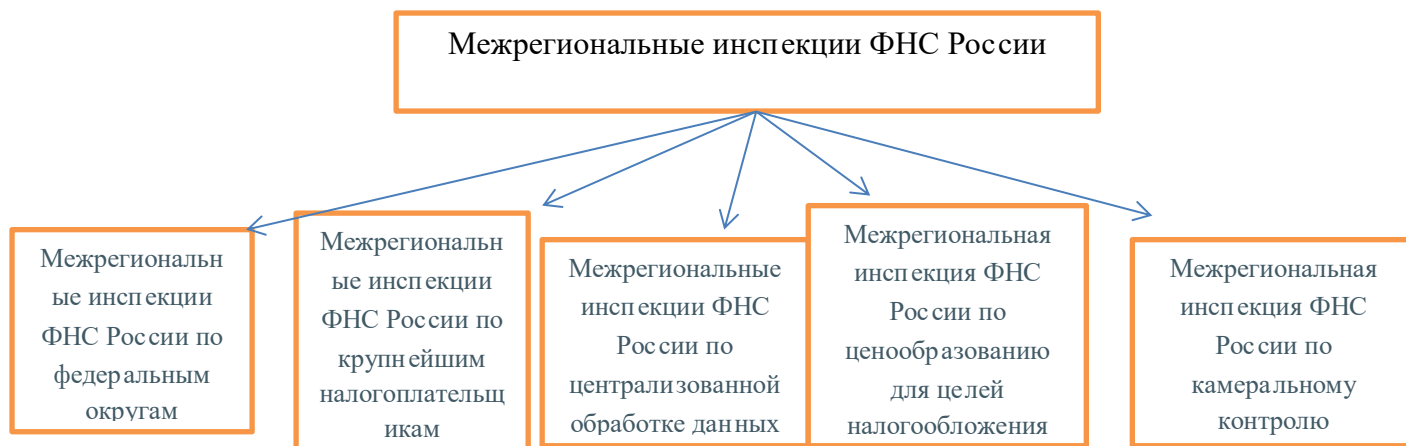 Межрегиональные инспекции ФНС России
Межрегиональн
ые инспекции
ФНС России по
федеральным
округам
Межрегиональн
ые инспекции
ФНС России по
крупнейшим
налогоплательщ
икам
Межрегиональные
инспекции ФНС
России по
централизованной
обработке данных
Межрегиональная
инспекция ФНС
России по
ценообразованию
для целей
налогообложения
Межрегиональная
инспекция ФНС
России по
камеральному
контролю